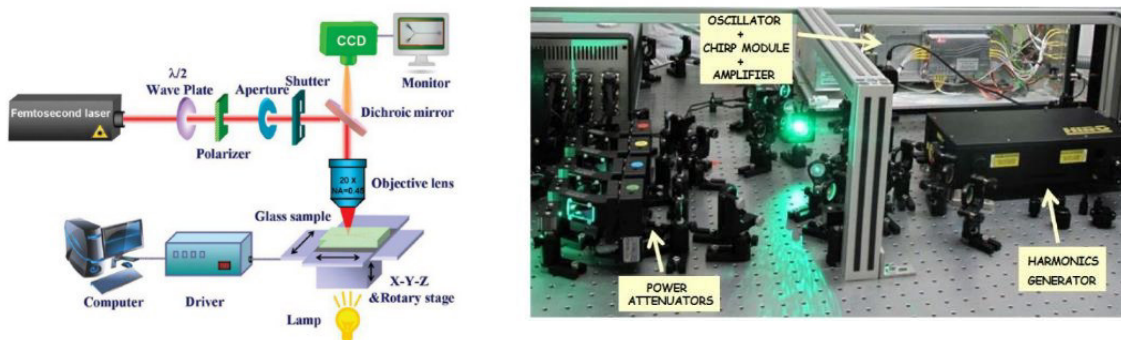 CCD
Monitor
λ/2
Wave Plate
Aperture
Shutter
Femtosecond laser
Polarizer
Dichroic mirror
20 X
NA=0.45
Objective lens
Glass sample
Computer
Driver
X-Y-Z
&Rotary stage
Lamp
OSCILLATOR
+
CHIRP MODULE
+
AMPLIFIER
POWER
ATTENUATORS
HARMONICS
GENERATOR